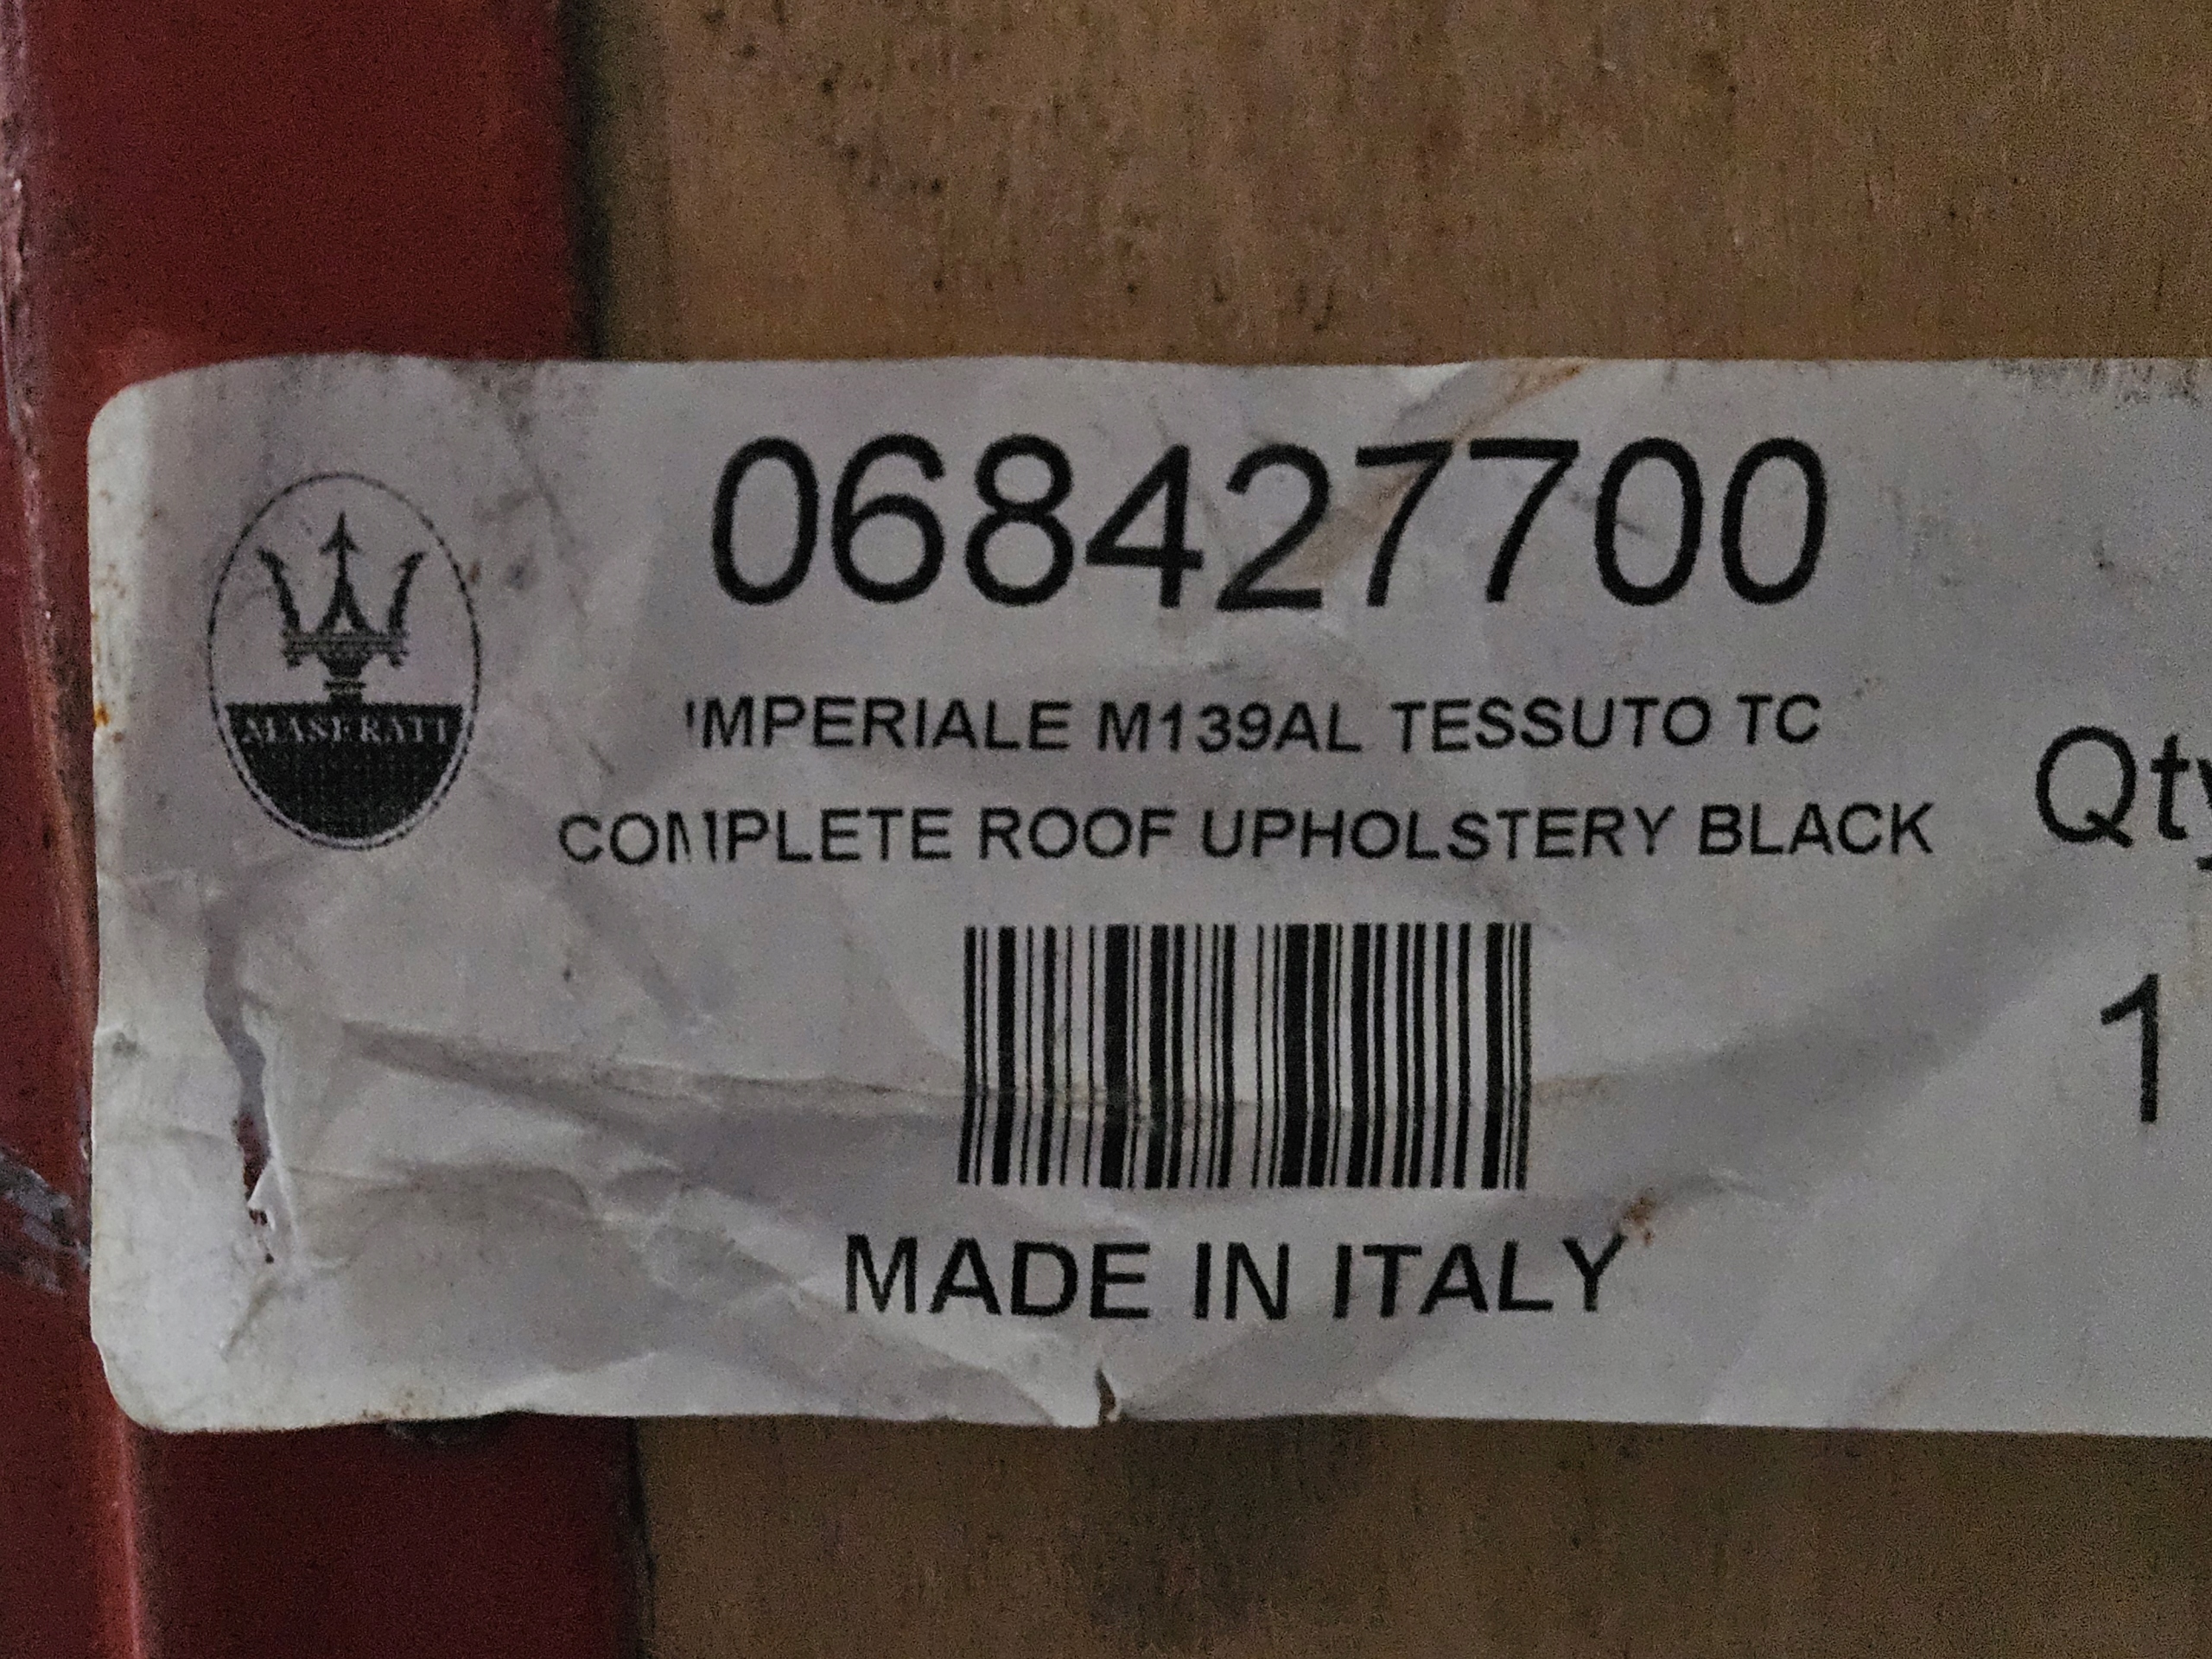 068427700
IMPERIALE M139AL TESSUTO TC
COMPLETE ROOF UPHOLSTERY BLACK
MASERATI
Qty
1
MADE IN ITALY